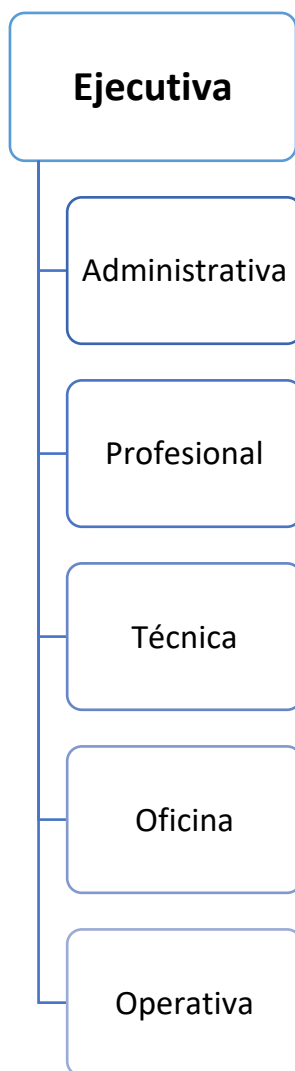 Ejecutiva
Administrativa
Profesional
Técnica
Oficina
Operativa